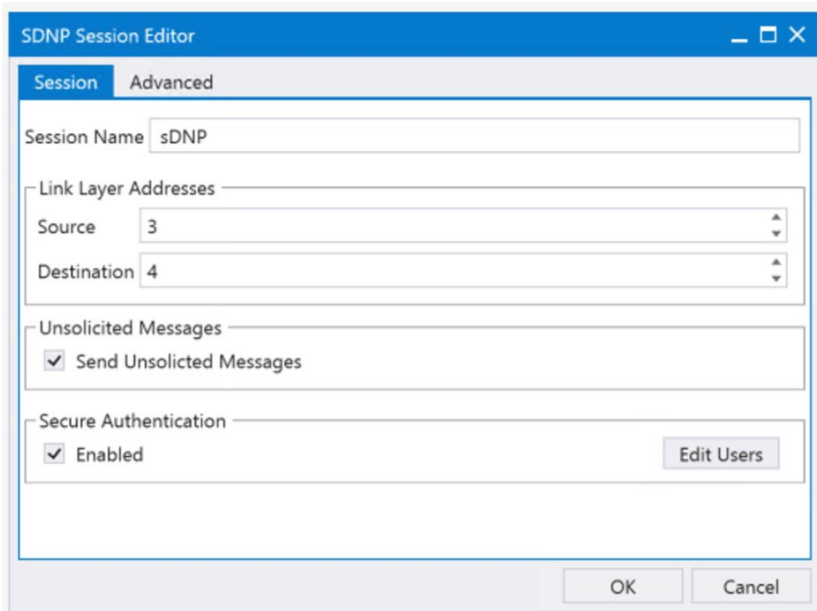 SDNP Session Editor
Session Advanced
Session Name sDNP
Link Layer Addresses
Source 3
Destination 4
Unsolicited Messages
Send Unsolicted Messages
Secure Authentication
Enabled Edit Users
OK Cancel